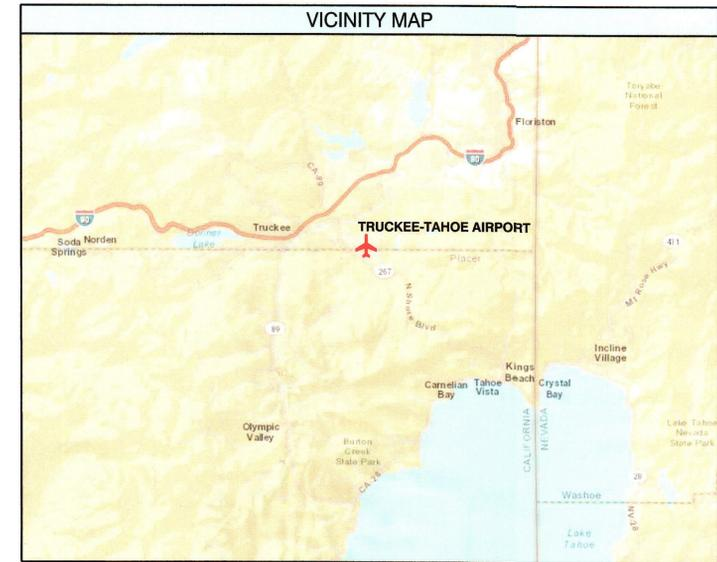 VICINITY MAP
Toiyabe
National
Forest
Floriston
80
CA-89
80
Truckee
Donner
Lake
Soda
Springs
Norden
TRUCKEE-TAHOE AIRPORT
Placer
267
N Shore Blvd
Mt Rose Hwy
89
Incline
Village
Kings
Beach
Crystal
Bay
Tahoe
Vista
Carnelian
Bay
CALIFORNIA
NEVADA
Olympic
Valley
Burton
Creek
State Park
CA-28
Lake Tahoe
Nevada
State Park
28
NV-28
Washoe
Lake
Tahoe